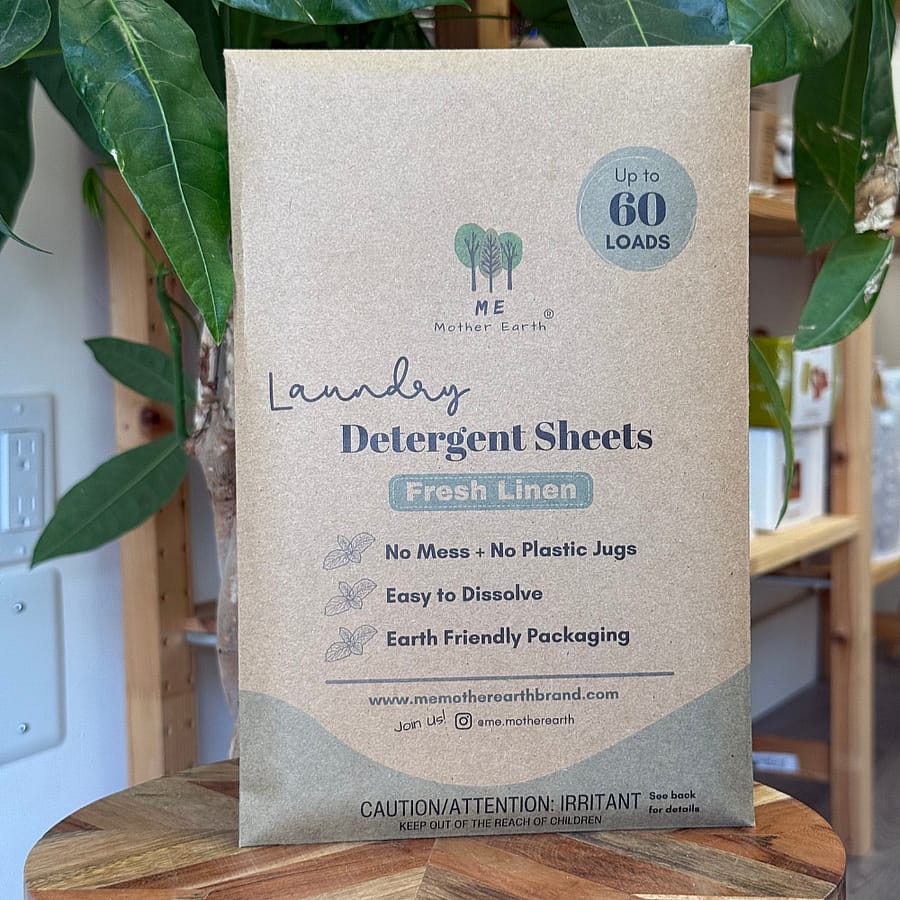 Up to
60
LOADS
ME
Mother Earth®
Laundry
Detergent Sheets
Fresh Linen
No Mess + No Plastic Jugs
Easy to Dissolve
Earth Friendly Packaging
www.memotherearthbrand.com
Join Us! @me.motherearth
CAUTION/ATTENTION: IRRITANT
See back
for details
KEEP OUT OF THE REACH OF CHILDREN